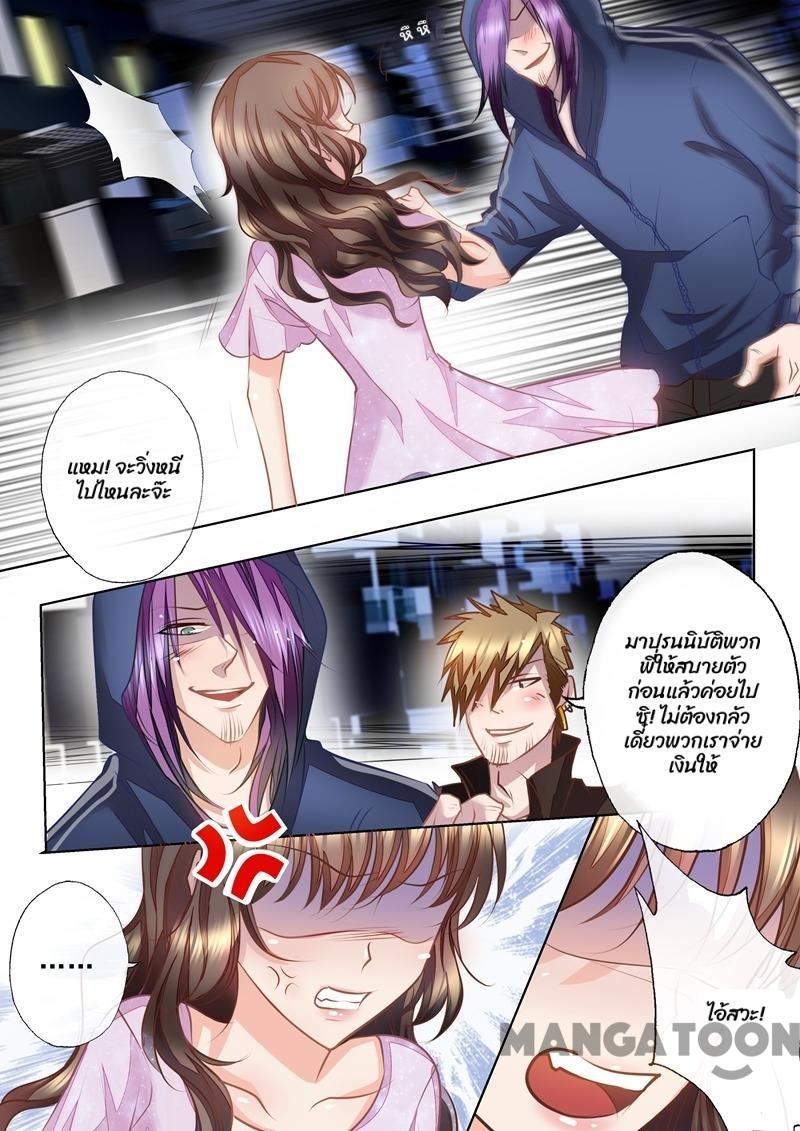 หึ หึ
แหม! จะวิ่งหนี
ไปไหนละจ๊ะ
มาปรนนิบัติพวก
พี่ให้สบายตัว
ก่อนแล้วค่อยไป
ซิ! ไม่ต้องกลัว
เดี๋ยวพวกเราจ่าย
เงินให้
......
ไอ้สวะ!
MANGATOON